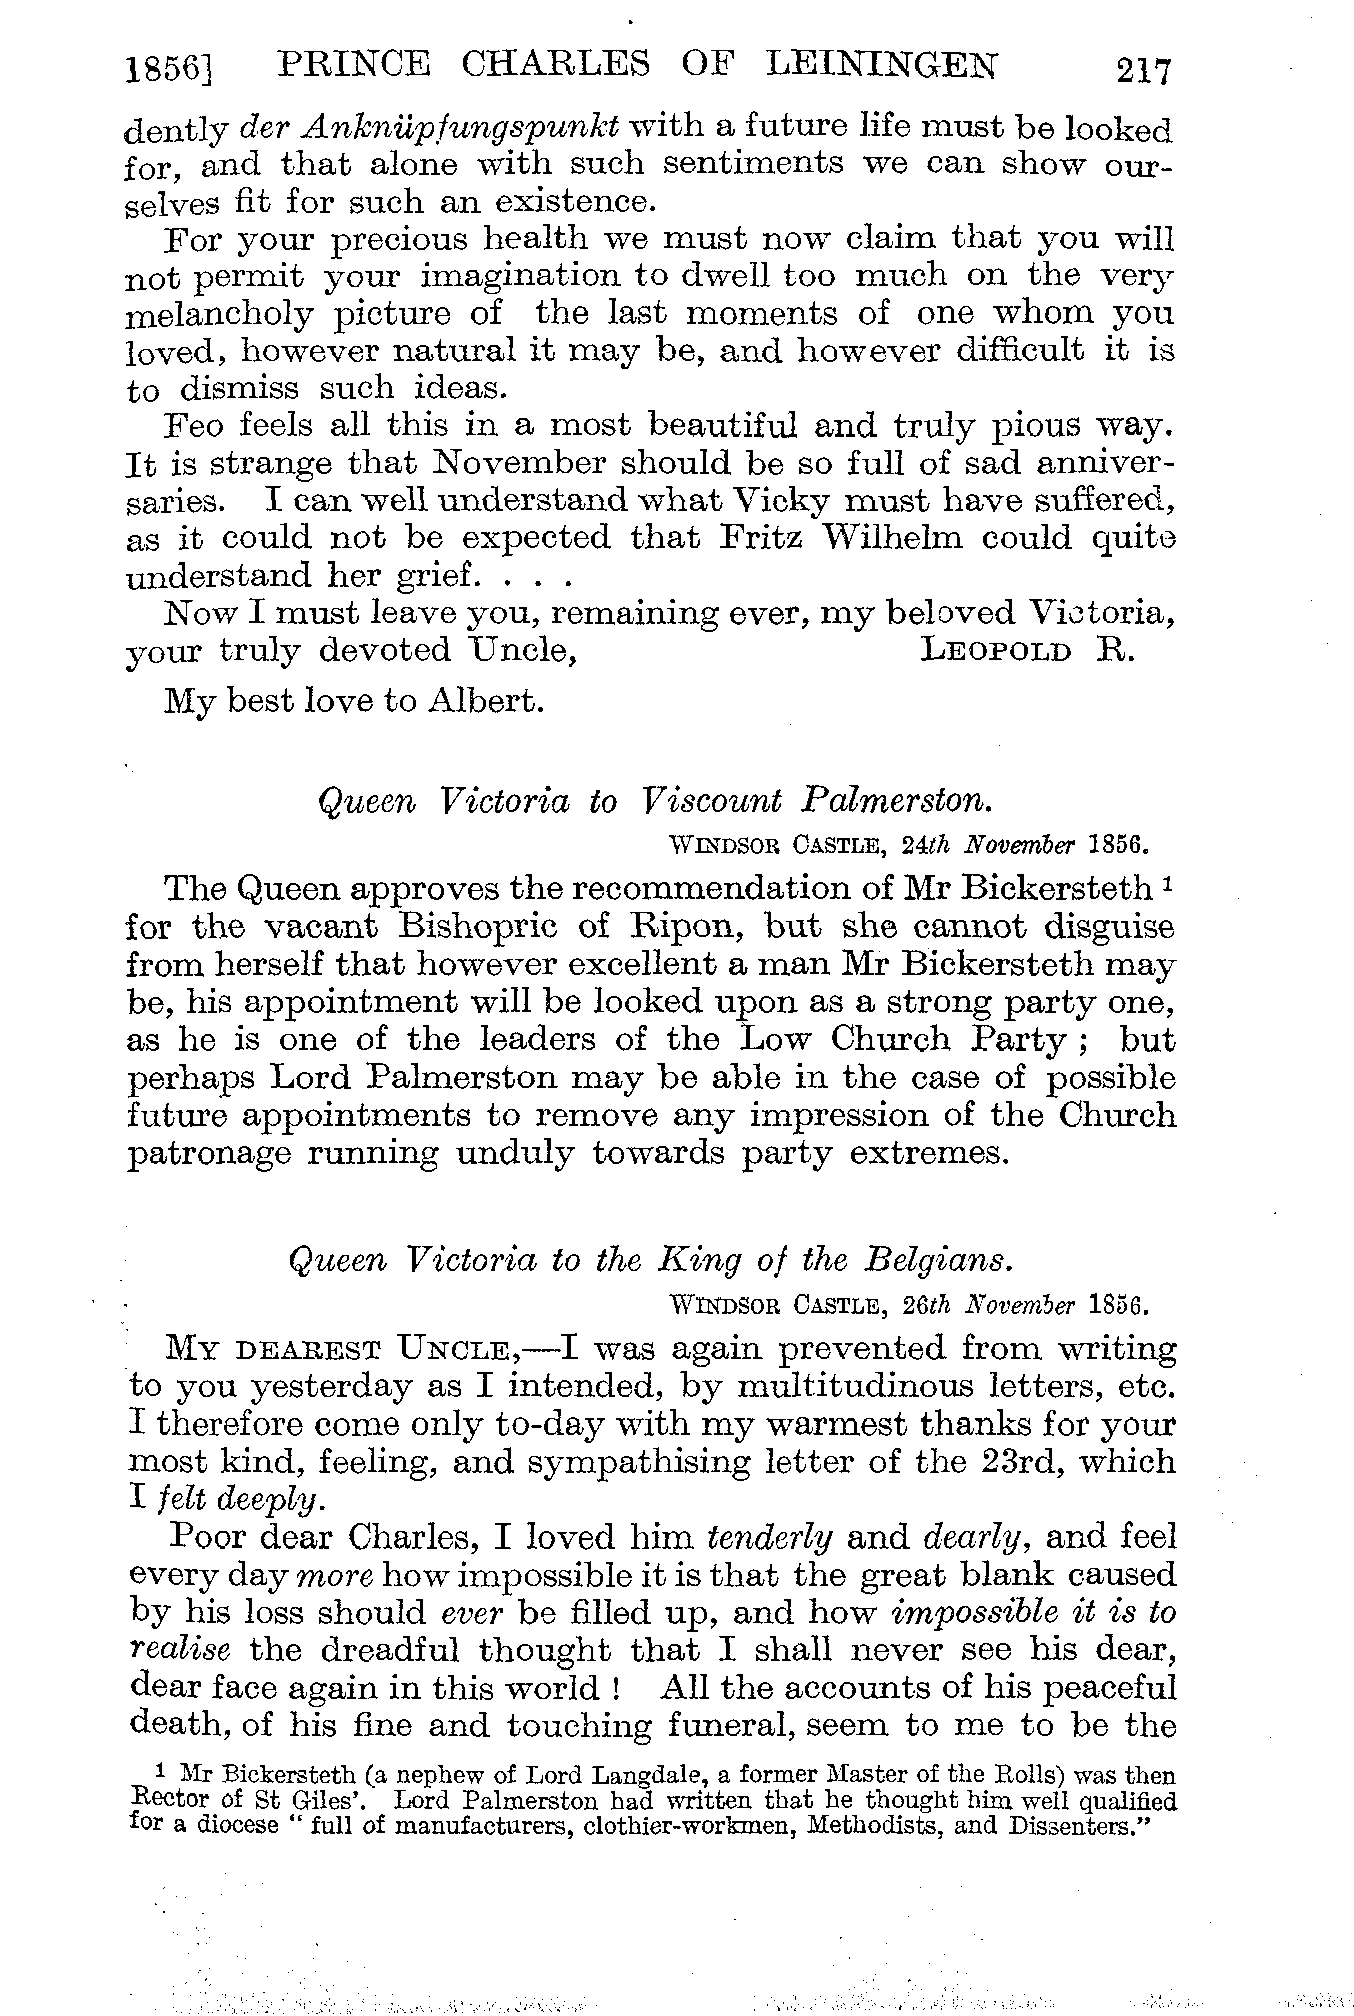 1856] PRINCE CHARLES OF LEININGEN 217
dently der Anknüpfungspunkt with a future life must be looked
for, and that alone with such sentiments we can show our-
selves fit for such an existence.
For your precious health we must now claim that you will
not permit your imagination to dwell too much on the very
melancholy picture of the last moments of one whom you
loved, however natural it may be, and however difficult it is
to dismiss such ideas.
Feo feels all this in a most beautiful and truly pious way.
It is strange that November should be so full of sad anniver-
saries. I can well understand what Vicky must have suffered,
as it could not be expected that Fritz Wilhelm could quite
understand her grief. . . .
Now I must leave you, remaining ever, my beloved Victoria,
your truly devoted Uncle, LEOPOLD R.
My best love to Albert.
Queen Victoria to Viscount Palmerston.
WINDSOR CASTLE, 24th November 1856.
The Queen approves the recommendation of Mr Bickersteth 1
for the vacant Bishopric of Ripon, but she cannot disguise
from herself that however excellent a man Mr Bickersteth may
be, his appointment will be looked upon as a strong party one,
as he is one of the leaders of the Low Church Party ; but
perhaps Lord Palmerston may be able in the case of possible
future appointments to remove any impression of the Church
patronage running unduly towards party extremes.
Queen Victoria to the King of the Belgians.
WINDSOR CASTLE, 26th November 1856.
MY DEAREST UNCLE,—I was again prevented from writing
to you yesterday as I intended, by multitudinous letters, etc.
I therefore come only to-day with my warmest thanks for your
most kind, feeling, and sympathising letter of the 23rd, which
I felt deeply.
Poor dear Charles, I loved him tenderly and dearly, and feel
every day more how impossible it is that the great blank caused
by his loss should ever be filled up, and how impossible it is to
realise the dreadful thought that I shall never see his dear,
dear face again in this world ! All the accounts of his peaceful
death, of his fine and touching funeral, seem to me to be the
1 Mr Bickersteth (a nephew of Lord Langdale, a former Master of the Rolls) was then
Rector of St Giles'. Lord Palmerston had written that he thought him well qualified
for a diocese " full of manufacturers, clothier-workmen, Methodists, and Dissenters."